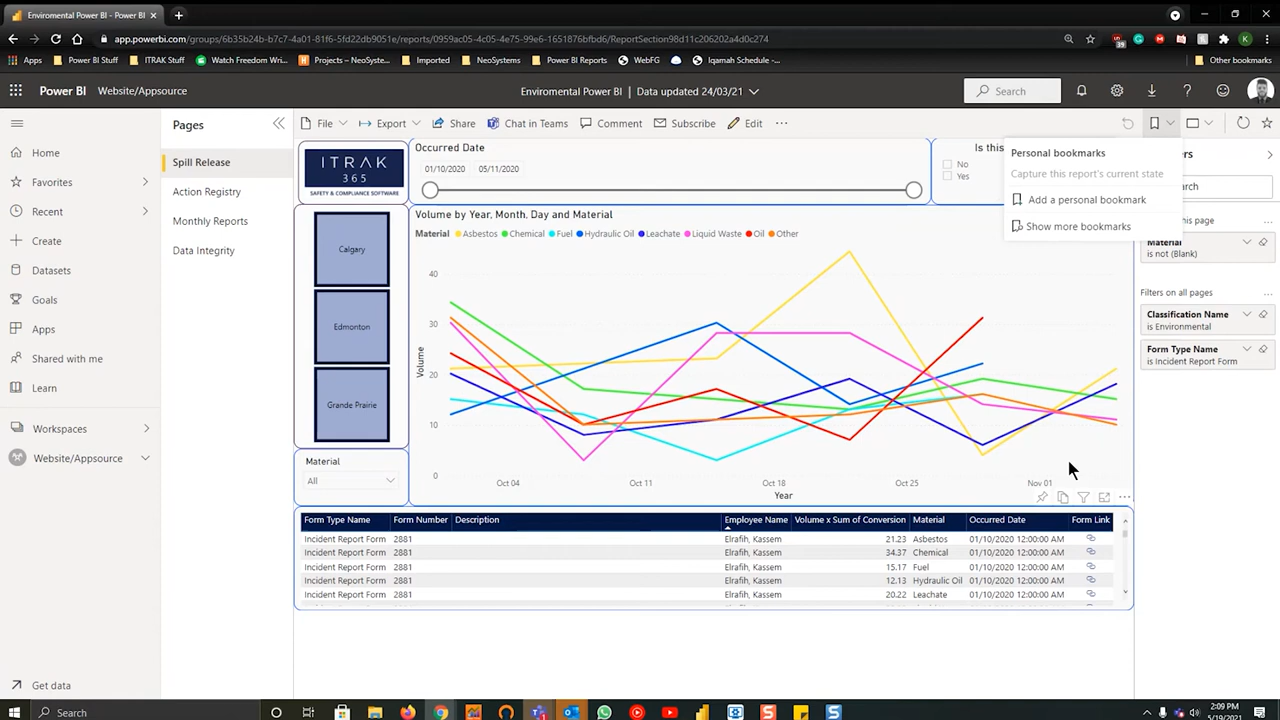 Enviromental Power BI - Power BI
app.powerbi.com/groups/6b35b24b-b7c7-4a01-81f6-5fd22db9051e/reports/0959ac05-4c05-4e75-99e6-1651876bfbd6/ReportSection98d11c206202a4d0c374
39
K
Apps
Power BI Stuff
ITRAK Stuff
Watch Freedom Wri...
Projects – NeoSyste...
Imported
NeoSystems
Power BI Reports
WebFG
Iqamah Schedule -...
Other bookmarks
Power BI
Website/Appsource
Enviromental Power BI | Data updated 24/03/21
Search
Pages
File
Export
Share
Chat in Teams
Comment
Subscribe
Edit
Home
Favorites
Recent
Create
Datasets
Goals
Apps
Shared with me
Learn
Workspaces
Website/Appsource
Get data
Spill Release
Action Registry
Monthly Reports
Data Integrity
ITRAK
365
SAFETY & COMPLIANCE SOFTWARE
Occurred Date
01/10/2020
05/11/2020
Is this
No
Yes
Personal bookmarks
Capture this report's current state
Add a personal bookmark
Show more bookmarks
ers
earch
his page
Material
is not (Blank)
Filters on all pages
Classification Name
is Environmental
Form Type Name
is Incident Report Form
Calgary
Edmonton
Grande Prairie
Material
All
Volume by Year, Month, Day and Material
Material Asbestos Chemical Fuel Hydraulic Oil Leachate Liquid Waste Oil Other
Volume
40
30
20
10
0
Oct 04 Oct 11 Oct 18 Oct 25 Nov 01
Year
Form Type Name Form Number Description Employee Name Volume x Sum of Conversion Material Occurred Date Form Link
Incident Report Form 2881 Elrafih, Kassem 21.23 Asbestos 01/10/2020 12:00:00 AM
Incident Report Form 2881 Elrafih, Kassem 34.37 Chemical 01/10/2020 12:00:00 AM
Incident Report Form 2881 Elrafih, Kassem 15.17 Fuel 01/10/2020 12:00:00 AM
Incident Report Form 2881 Elrafih, Kassem 12.13 Hydraulic Oil 01/10/2020 12:00:00 AM
Incident Report Form 2881 Elrafih, Kassem 20.22 Leachate 01/10/2020 12:00:00 AM
Search
2:09 PM
5/19/2021